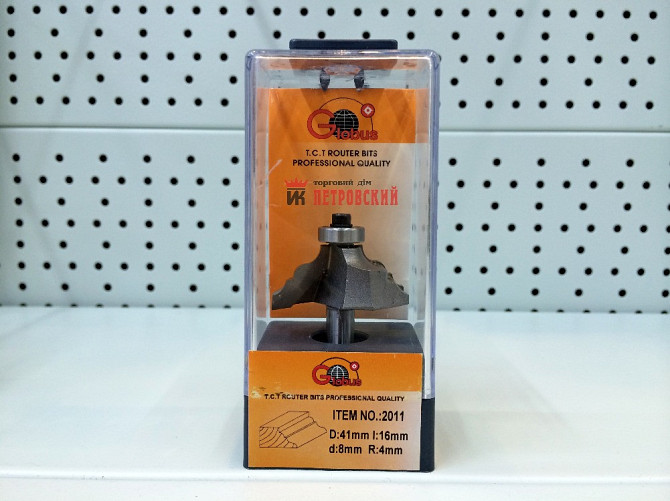 Globus
T.C.T ROUTER BITS
PROFESSIONAL QUALITY
торговий дім
ПЕТРОВСКИЙ
Globus
T.C.T ROUTER BITS PROFESSIONAL QUALITY
ITEM NO.:2011
D:41mm I:16mm
d:8mm R:4mm